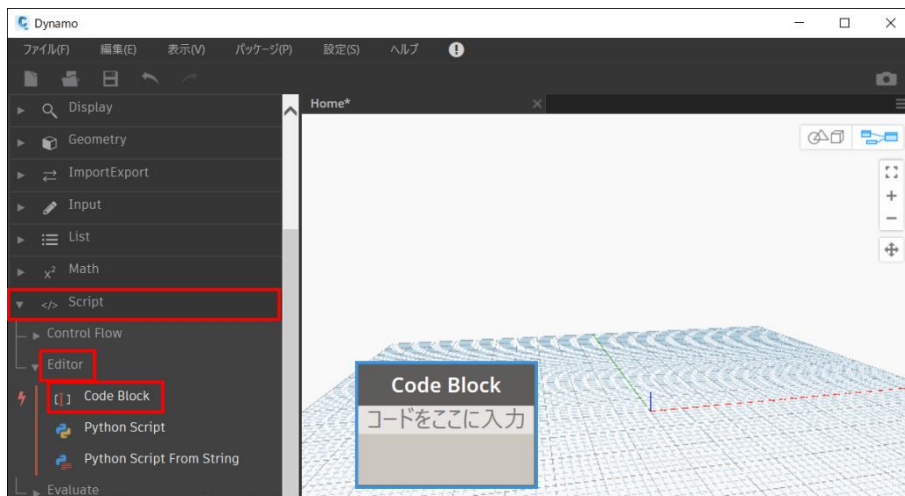 Dynamo
ファイル(F) 編集(E) 表示(V) パッケージ(P) 設定(S) ヘルプ
Home*
Display
Geometry
ImportExport
Input
List
Math
Script
Control Flow
Editor
Code Block
Python Script
Python Script From String
Evaluate
Code Block
コードをここに入力